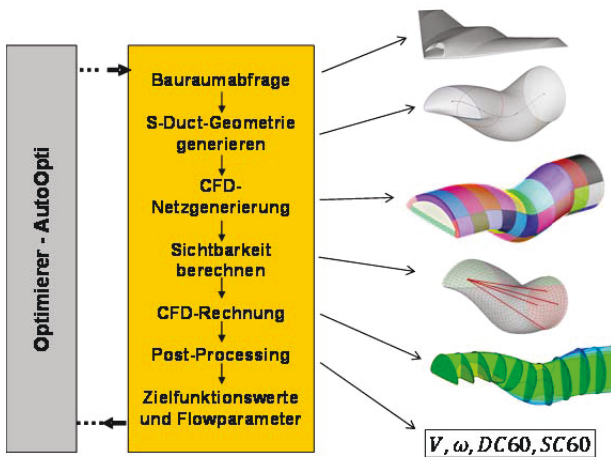 Optimierer - AutoOpti
Bauraumabfrage
S-Duct-Geometrie
generieren
CFD-
Netzgenerierung
Sichtbarkeit
berechnen
CFD-Rechnung
Post-Processing
Zielfunktionswerte
und Flowparameter
V, ω, DC60, SC60